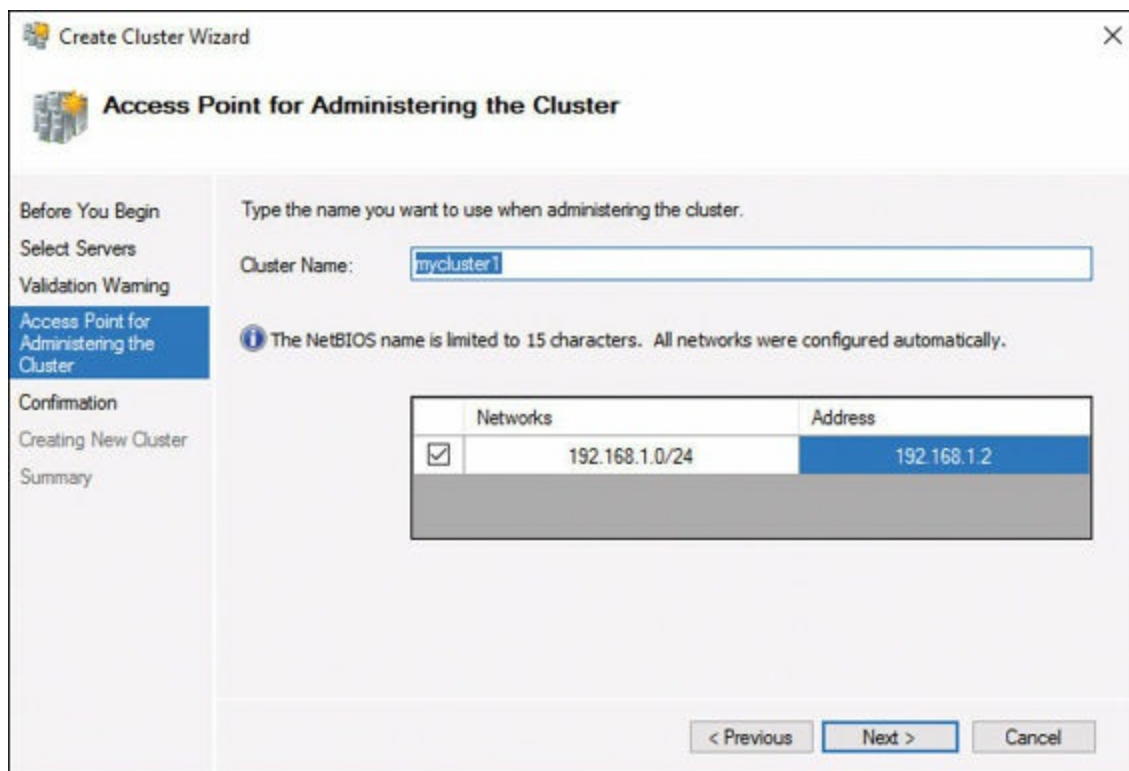 Create Cluster Wizard
Access Point for Administering the Cluster
Before You Begin
Select Servers
Validation Warning
Access Point for
Administering the
Cluster
Confirmation
Creating New Cluster
Summary
Type the name you want to use when administering the cluster.
Cluster Name: mycluster1
The NetBIOS name is limited to 15 characters. All networks were configured automatically.
Networks Address
192.168.1.0/24 192.168.1.2
< Previous Next > Cancel